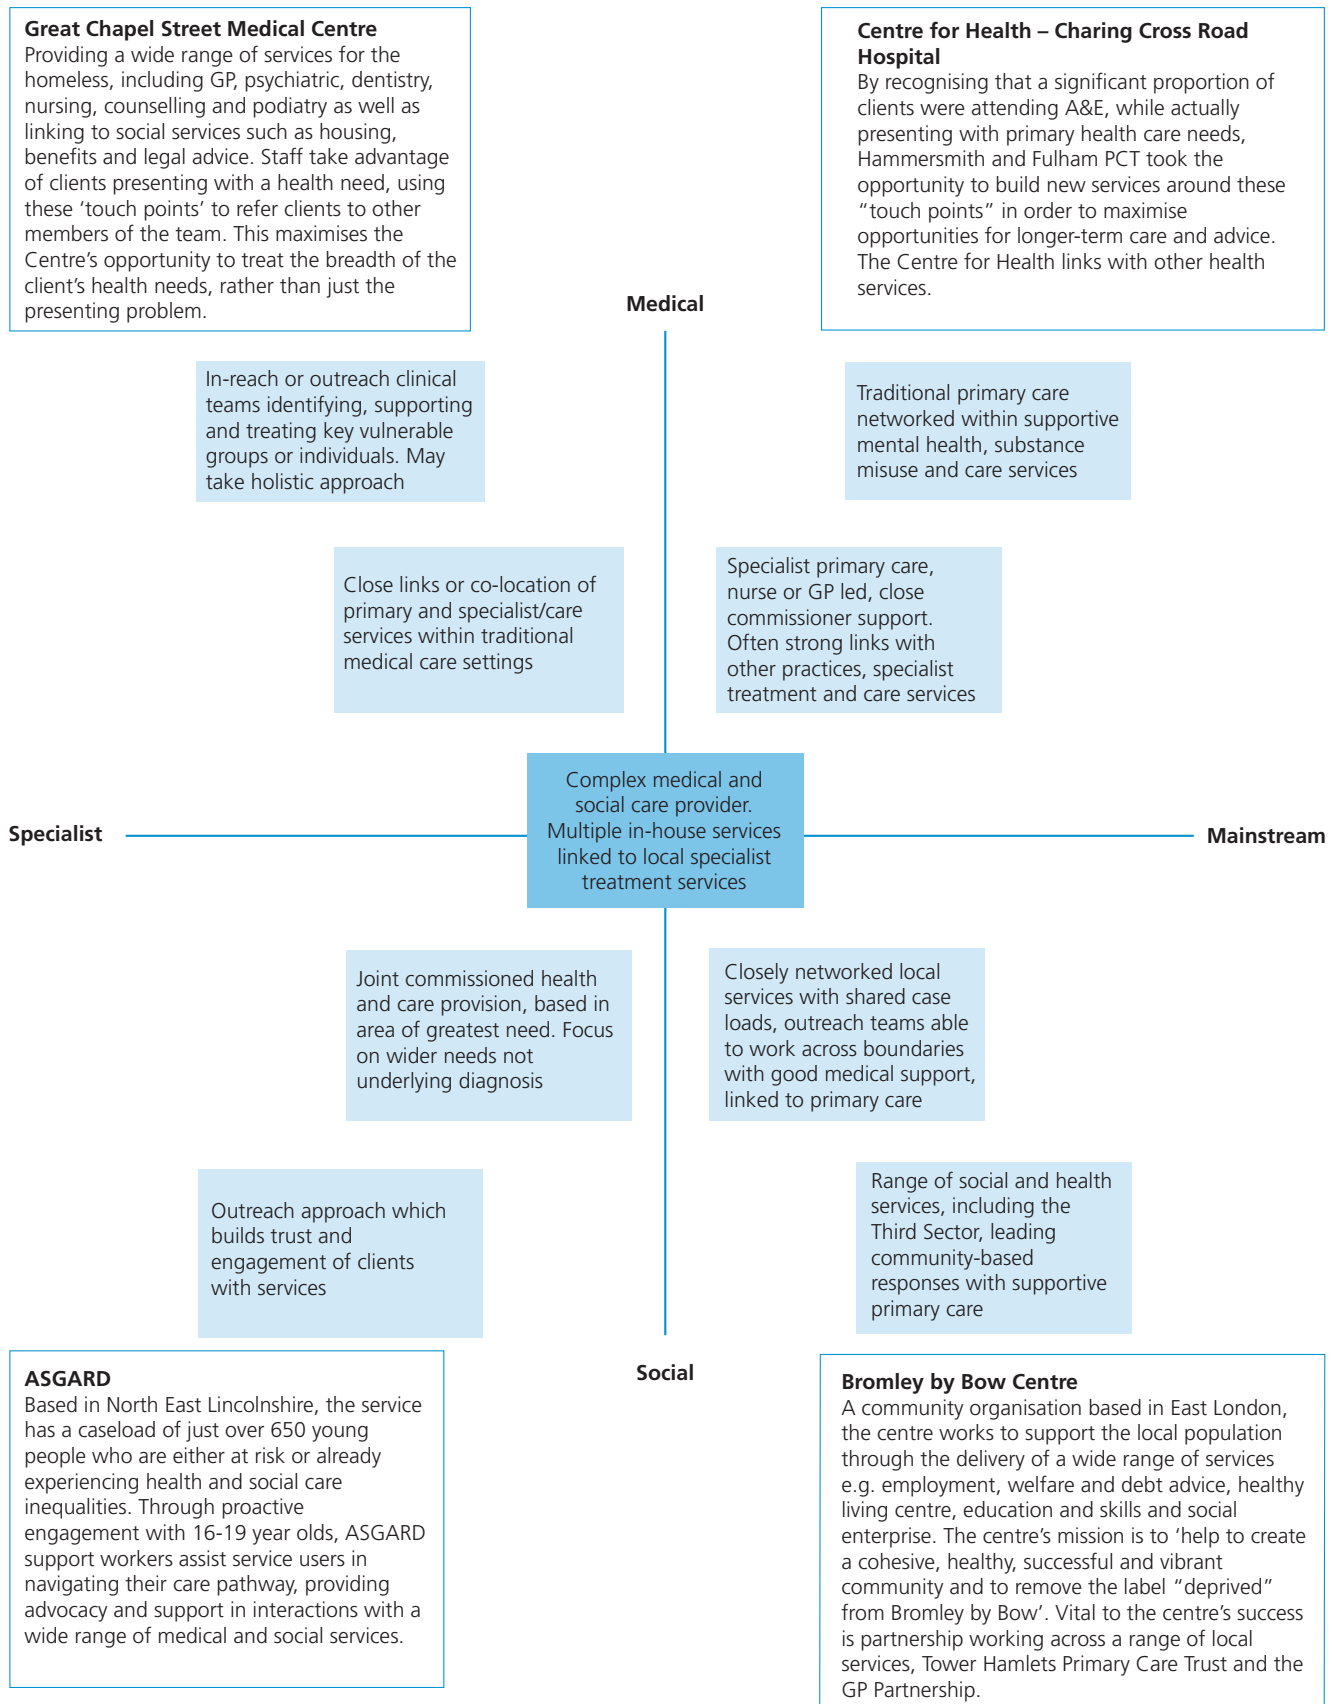 Great Chapel Street Medical Centre
Providing a wide range of services for the
homeless, including GP, psychiatric, dentistry,
nursing, counselling and podiatry as well as
linking to social services such as housing,
benefits and legal advice. Staff take advantage
of clients presenting with a health need, using
these ‘touch points’ to refer clients to other
members of the team. This maximises the
Centre’s opportunity to treat the breadth of the
client’s health needs, rather than just the
presenting problem.
Centre for Health – Charing Cross Road
Hospital
By recognising that a significant proportion of
clients were attending A&E, while actually
presenting with primary health care needs,
Hammersmith and Fulham PCT took the
opportunity to build new services around these
“touch points” in order to maximise
opportunities for longer-term care and advice.
The Centre for Health links with other health
services.
Medical
In-reach or outreach clinical
teams identifying, supporting
and treating key vulnerable
groups or individuals. May
take holistic approach
Traditional primary care
networked within supportive
mental health, substance
misuse and care services
Close links or co-location of
primary and specialist/care
services within traditional
medical care settings
Specialist primary care,
nurse or GP led, close
commissioner support.
Often strong links with
other practices, specialist
treatment and care services
Specialist
Complex medical and
social care provider.
Multiple in-house services
linked to local specialist
treatment services
Mainstream
Joint commissioned health
and care provision, based in
area of greatest need. Focus
on wider needs not
underlying diagnosis
Closely networked local
services with shared case
loads, outreach teams able
to work across boundaries
with good medical support,
linked to primary care
Outreach approach which
builds trust and
engagement of clients
with services
Range of social and health
services, including the
Third Sector, leading
community-based
responses with supportive
primary care
Social
ASGARD
Based in North East Lincolnshire, the service
has a caseload of just over 650 young
people who are either at risk or already
experiencing health and social care
inequalities. Through proactive
engagement with 16-19 year olds, ASGARD
support workers assist service users in
navigating their care pathway, providing
advocacy and support in interactions with a
wide range of medical and social services.
Bromley by Bow Centre
A community organisation based in East London,
the centre works to support the local population
through the delivery of a wide range of services
e.g. employment, welfare and debt advice, healthy
living centre, education and skills and social
enterprise. The centre’s mission is to ‘help to create
a cohesive, healthy, successful and vibrant
community and to remove the label “deprived”
from Bromley by Bow’. Vital to the centre’s success
is partnership working across a range of local
services, Tower Hamlets Primary Care Trust and the
GP Partnership.